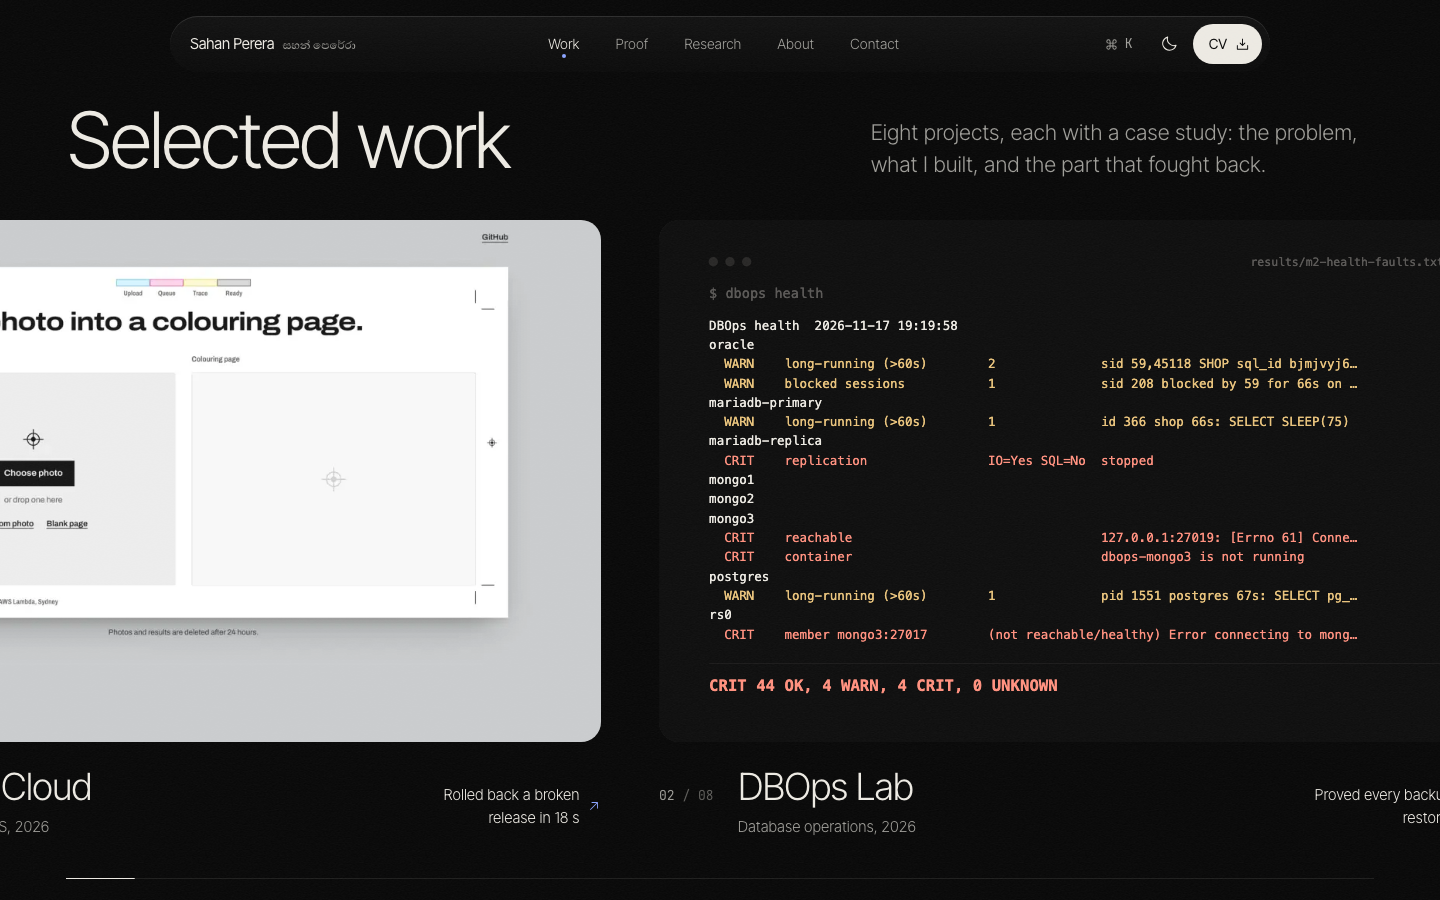 Sahan Perera සහන් පෙරේරා
Work
Proof
Research
About
Contact
⌘ K
CV
Selected work
Eight projects, each with a case study: the problem,
what I built, and the part that fought back.
GitHub
Upload Queue Trace Ready
photo into a colouring page.
Colouring page
Choose photo
or drop one here
om photo Blank page
AWS Lambda, Sydney
Photos and results are deleted after 24 hours.
results/m2-health-faults.txt
$ dbops health
DBOps health 2026-11-17 19:19:58
oracle
WARN long-running (>60s) 2 sid 59,45118 SHOP sql_id bjmjvyj6…
WARN blocked sessions 1 sid 208 blocked by 59 for 66s on …
mariadb-primary
WARN long-running (>60s) 1 id 366 shop 66s: SELECT SLEEP(75)
mariadb-replica
CRIT replication IO=Yes SQL=No stopped
mongo1
mongo2
mongo3
CRIT reachable 127.0.0.1:27019: [Errno 61] Conne…
CRIT container dbops-mongo3 is not running
postgres
WARN long-running (>60s) 1 pid 1551 postgres 67s: SELECT pg_…
rs0
CRIT member mongo3:27017 (not reachable/healthy) Error connecting to mong…
CRIT 44 OK, 4 WARN, 4 CRIT, 0 UNKNOWN
Cloud
S, 2026
Rolled back a broken
release in 18 s
02 / 08
DBOps Lab
Database operations, 2026
Proved every backu
restor